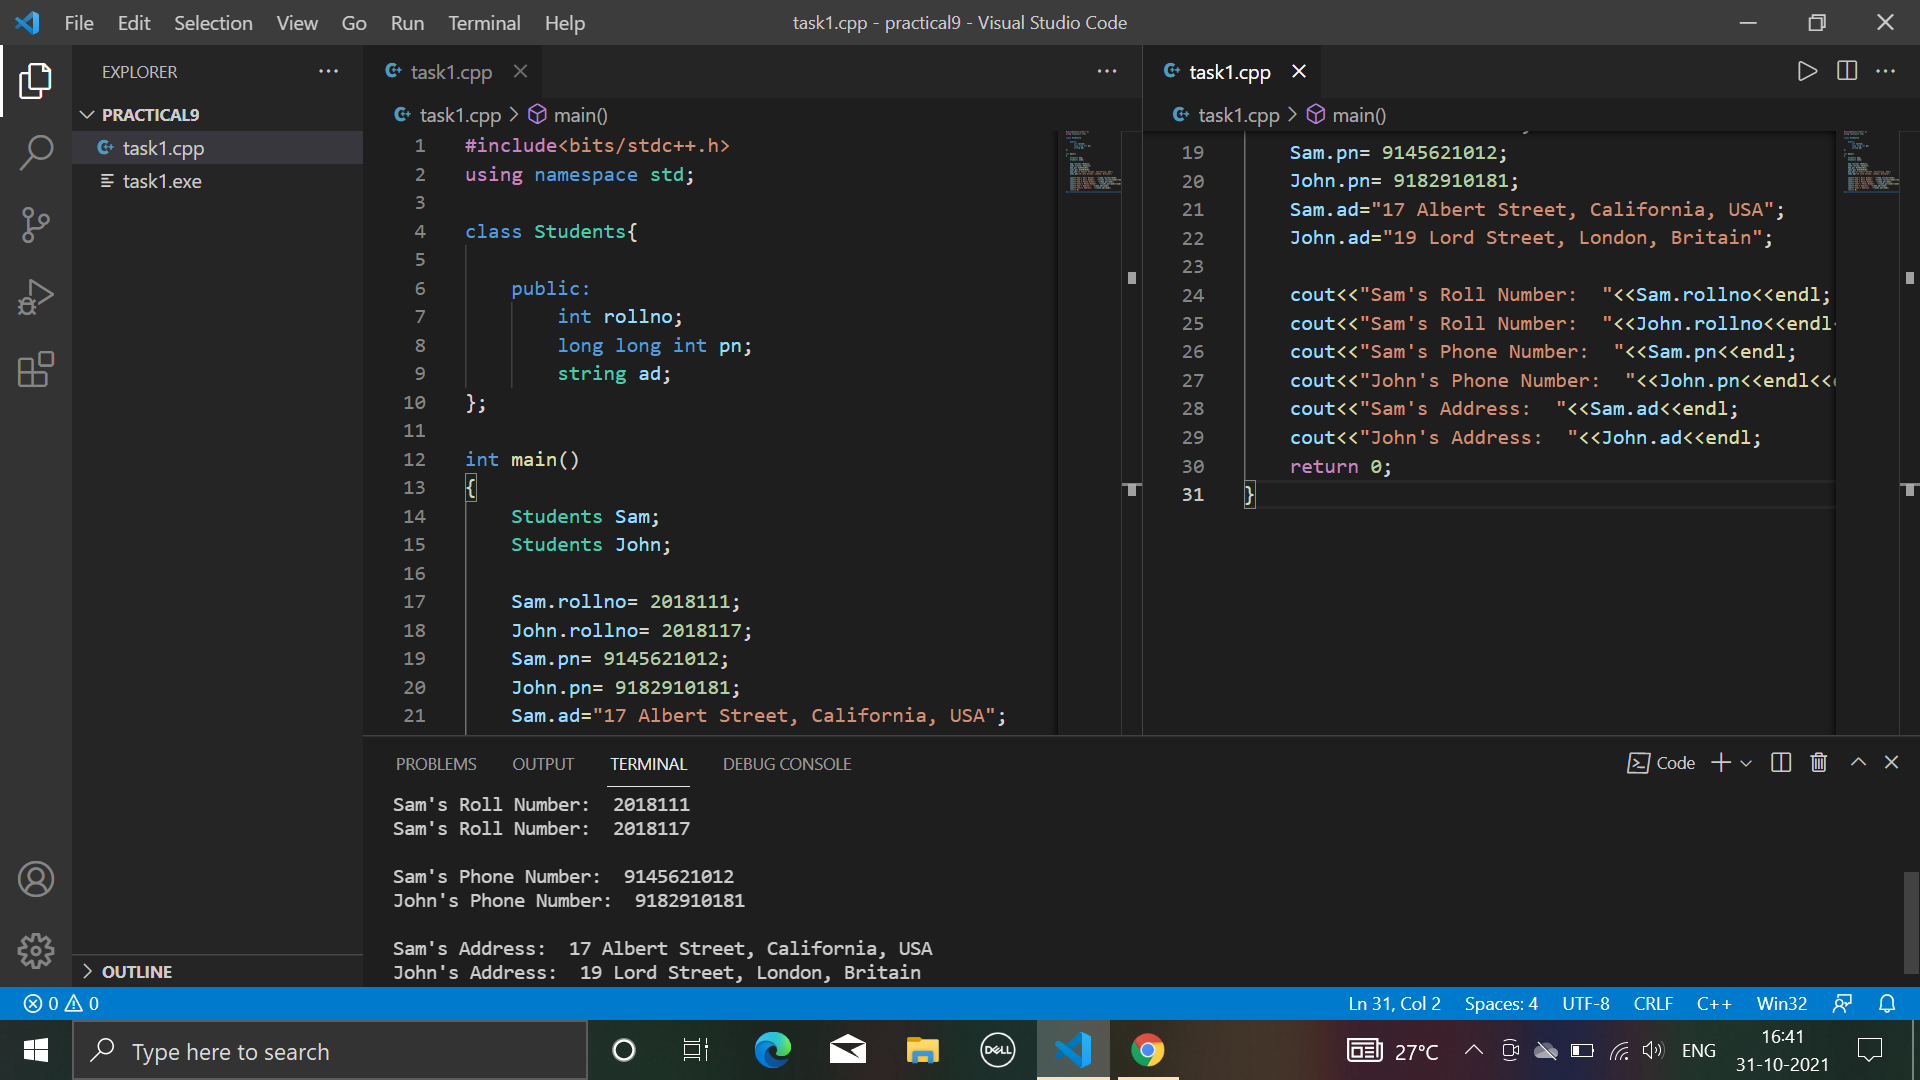 File Edit Selection View Go Run Terminal Help
task1.cpp - practical9 - Visual Studio Code
EXPLORER
PRACTICAL9
task1.cpp
task1.exe
OUTLINE
task1.cpp
task1.cpp > main()
1 #include<bits/stdc++.h>
2 using namespace std;
3
4 class Students{
5
6 public:
7 int rollno;
8 long long int pn;
9 string ad;
10 };
11
12 int main()
13 {
14 Students Sam;
15 Students John;
16
17 Sam.rollno= 2018111;
18 John.rollno= 2018117;
19 Sam.pn= 9145621012;
20 John.pn= 9182910181;
21 Sam.ad="17 Albert Street, California, USA";
task1.cpp
task1.cpp > main()
19 Sam.pn= 9145621012;
20 John.pn= 9182910181;
21 Sam.ad="17 Albert Street, California, USA";
22 John.ad="19 Lord Street, London, Britain";
23
24 cout<<"Sam's Roll Number:  "<<Sam.rollno<<endl;
25 cout<<"Sam's Roll Number:  "<<John.rollno<<endl
26 cout<<"Sam's Phone Number:  "<<Sam.pn<<endl;
27 cout<<"John's Phone Number:  "<<John.pn<<endl<<
28 cout<<"Sam's Address:  "<<Sam.ad<<endl;
29 cout<<"John's Address:  "<<John.ad<<endl;
30 return 0;
31 }
PROBLEMS OUTPUT TERMINAL DEBUG CONSOLE
Code
Sam's Roll Number:  2018111
Sam's Roll Number:  2018117
Sam's Phone Number:  9145621012
John's Phone Number:  9182910181
Sam's Address:  17 Albert Street, California, USA
John's Address:  19 Lord Street, London, Britain
0 0
Ln 31, Col 2 Spaces: 4 UTF-8 CRLF C++ Win32
Type here to search
DELL
27°C
ENG
16:41
31-10-2021